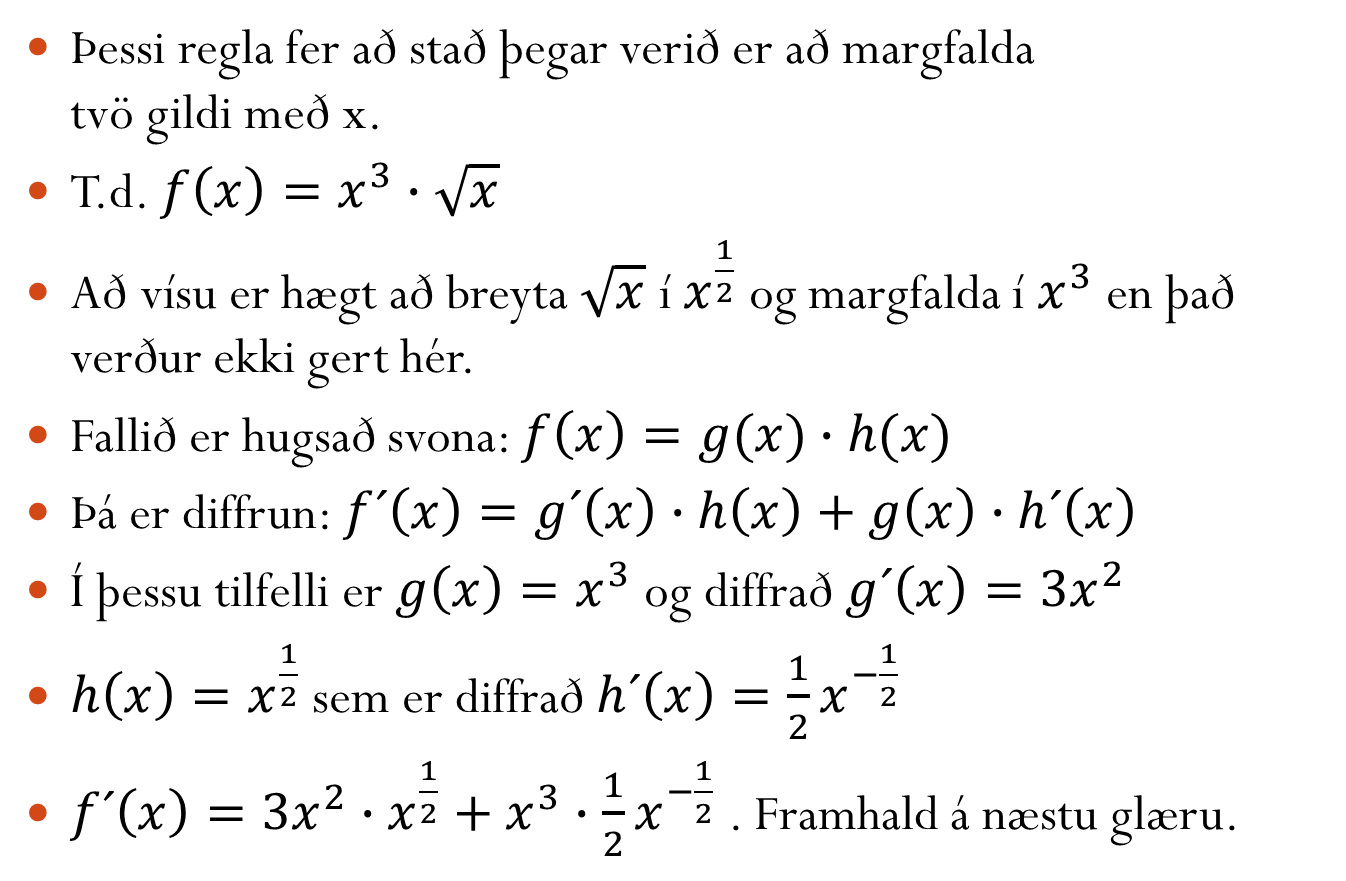 • Þessi regla fer að stað þegar verið er að margfalda
tvö gildi með x.
• T.d. f(x) = x³ · √x
• Að vísu er hægt að breyta √x í x^(1/2) og margfalda í x³ en það
verður ekki gert hér.
• Fallið er hugsað svona: f(x) = g(x) · h(x)
• Þá er diffrun: f´(x) = g´(x) · h(x) + g(x) · h´(x)
• Í þessu tilfelli er g(x) = x³ og diffrað g´(x) = 3x²
• h(x) = x^(1/2) sem er diffrað h´(x) = 1/2 x^(−1/2)
• f´(x) = 3x² · x^(1/2) + x³ · 1/2 x^(−1/2) . Framhald á næstu glæru.